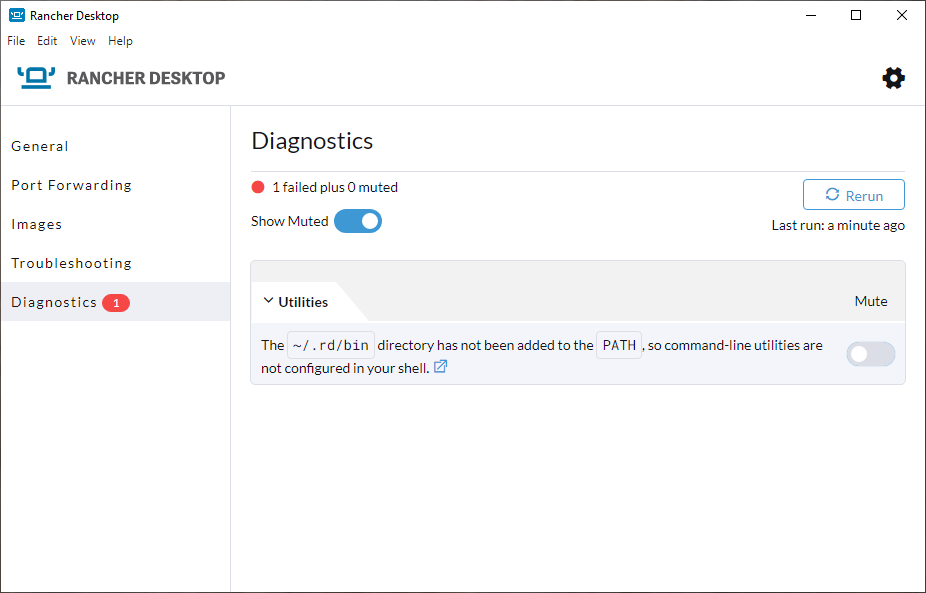 Rancher Desktop
File Edit View Help
RANCHER DESKTOP
General
Port Forwarding
Images
Troubleshooting
Diagnostics 1
Diagnostics
1 failed plus 0 muted
Rerun
Show Muted
Last run: a minute ago
Utilities
Mute
The ~/.rd/bin directory has not been added to the PATH, so command-line utilities are
not configured in your shell.